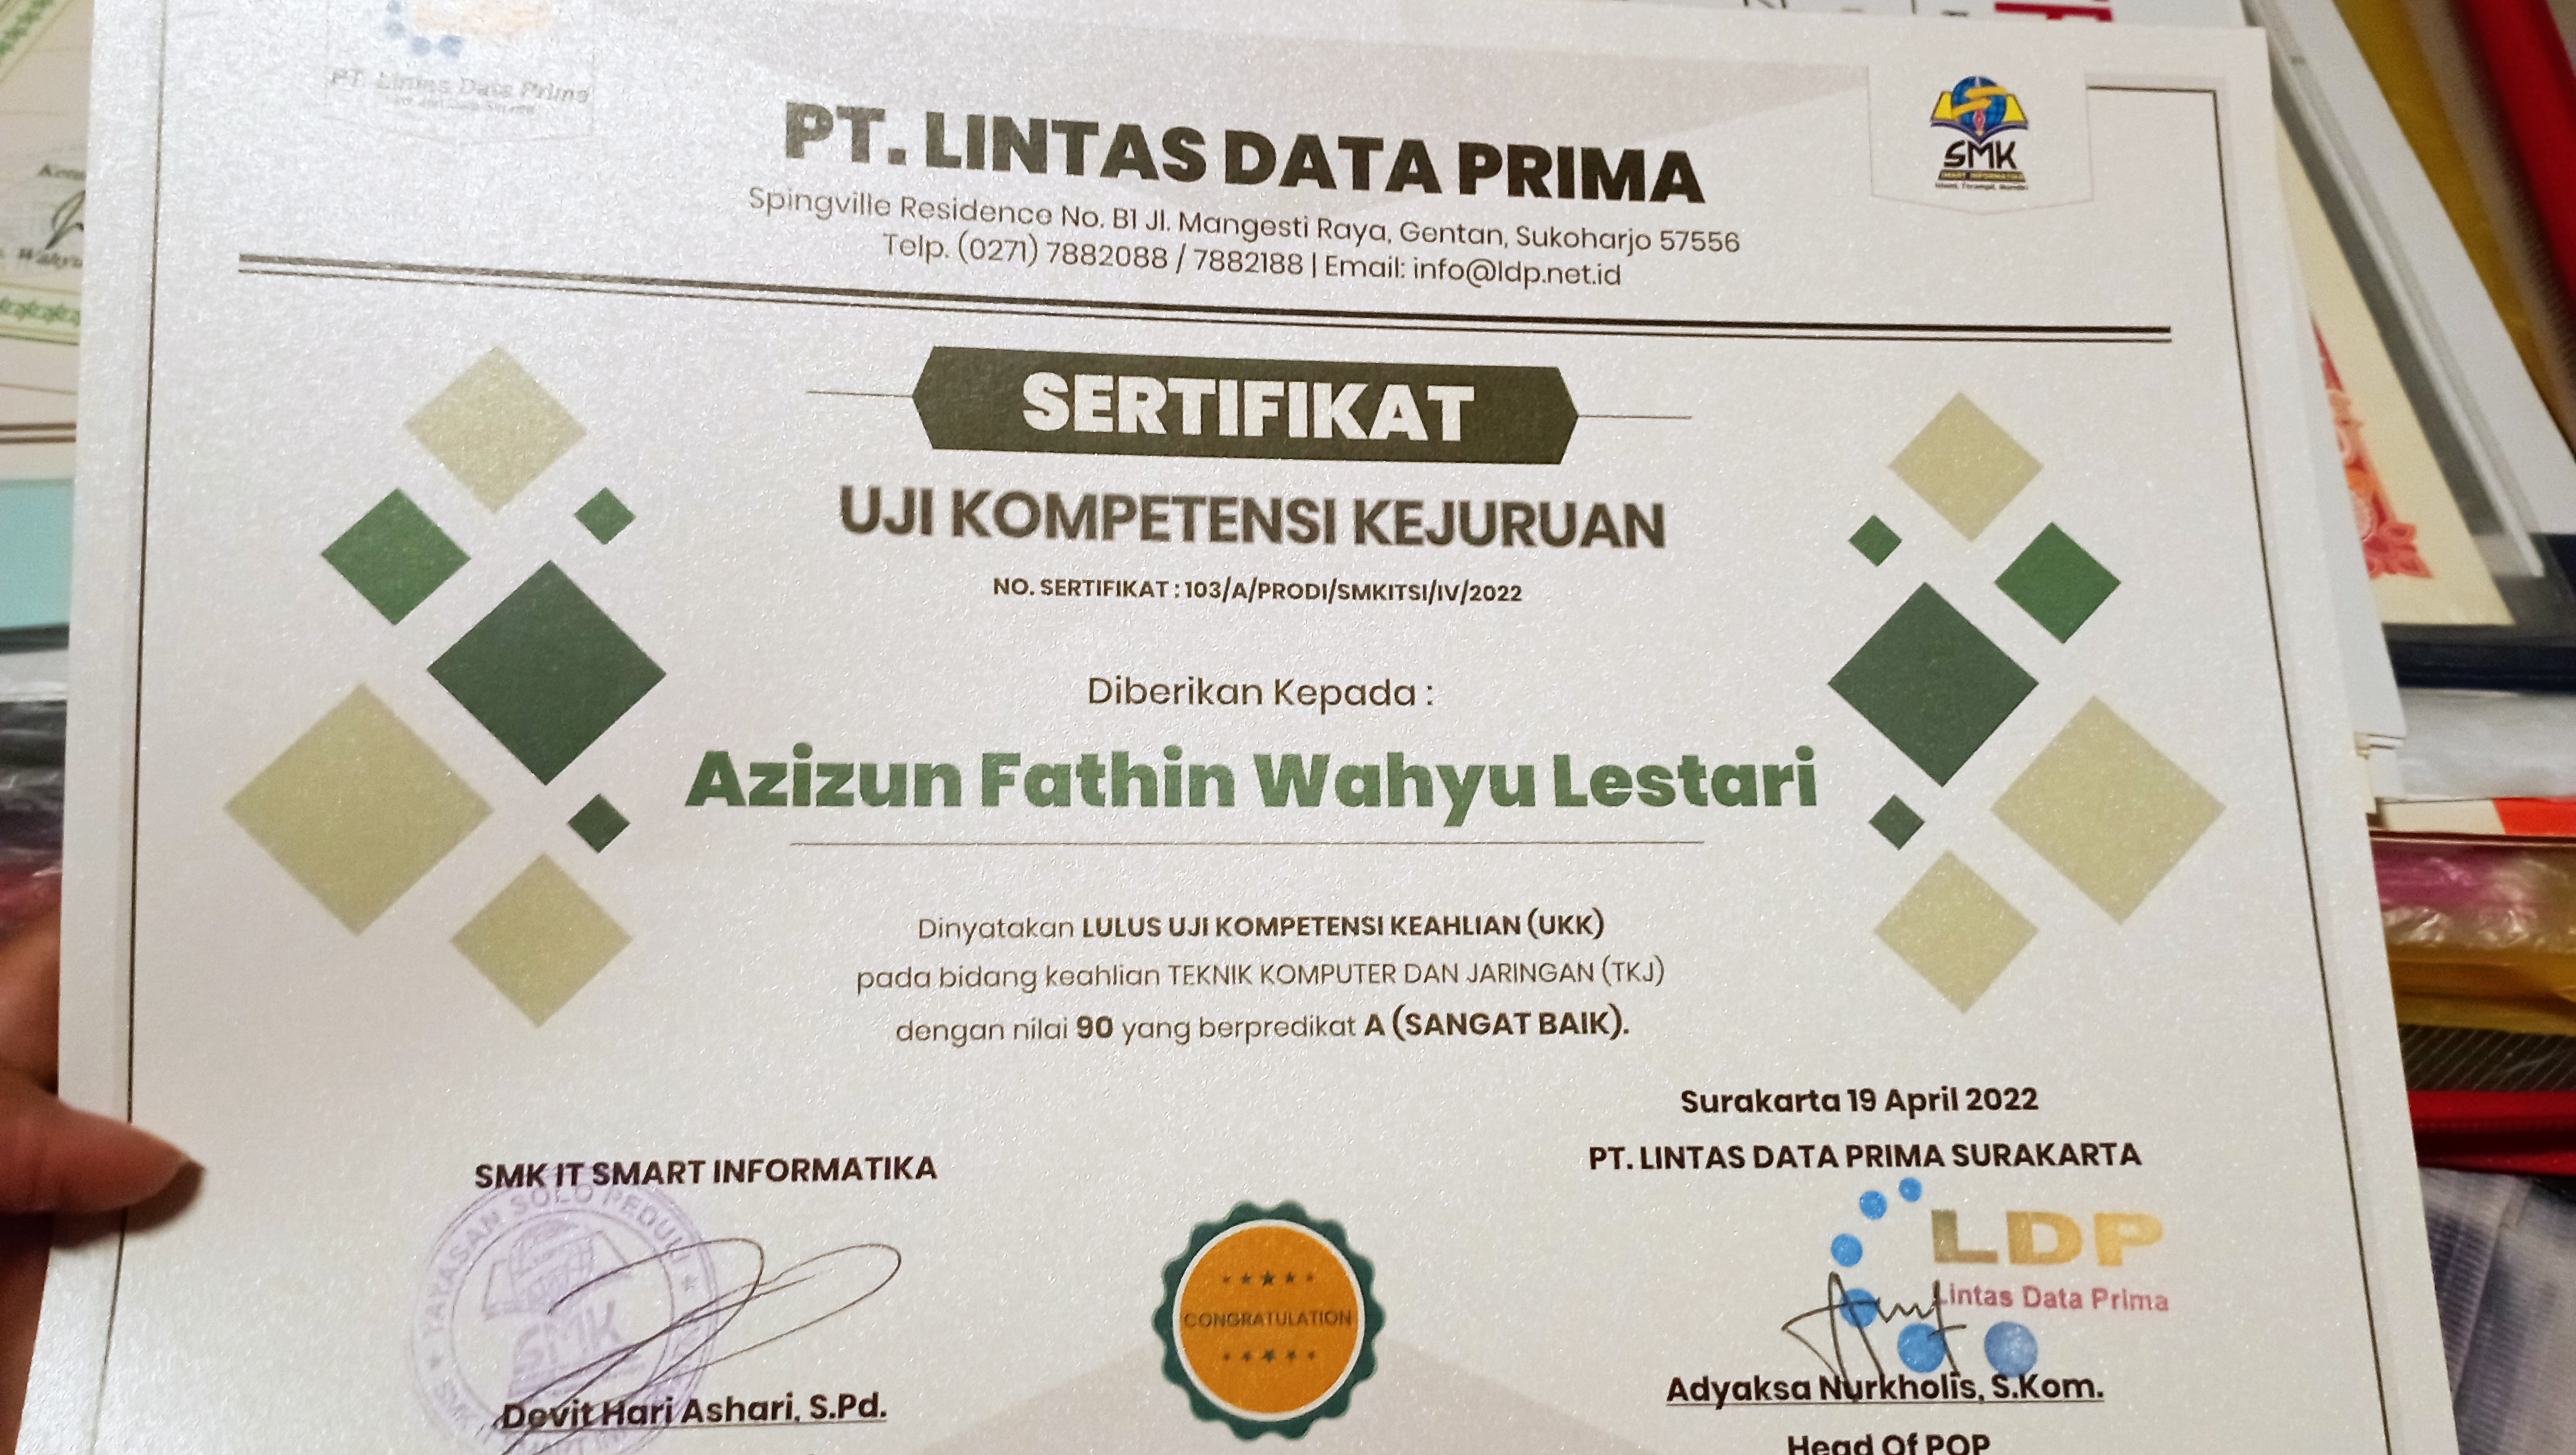 PT. Lintas Data Prima
SMK
SMART INFORMATIKA
PT. LINTAS DATA PRIMA
Spingville Residence No. B1 Jl. Mangesti Raya, Gentan, Sukoharjo 57556
Telp. (0271) 7882088 / 7882188 | Email: info@ldp.net.id
SERTIFIKAT
UJI KOMPETENSI KEJURUAN
NO. SERTIFIKAT : 103/A/PRODI/SMKITSI/IV/2022
Diberikan Kepada :
Azizun Fathin Wahyu Lestari
Dinyatakan LULUS UJI KOMPETENSI KEAHLIAN (UKK)
pada bidang keahlian TEKNIK KOMPUTER DAN JARINGAN (TKJ)
dengan nilai 90 yang berpredikat A (SANGAT BAIK).
Surakarta 19 April 2022
SMK IT SMART INFORMATIKA
PT. LINTAS DATA PRIMA SURAKARTA
YAYASAN SOLO PEDULI
SMK
CONGRATULATION
LDP
Lintas Data Prima
Devit Hari Ashari, S.Pd.
Adyaksa Nurkholis, S.Kom.
Head Of POP